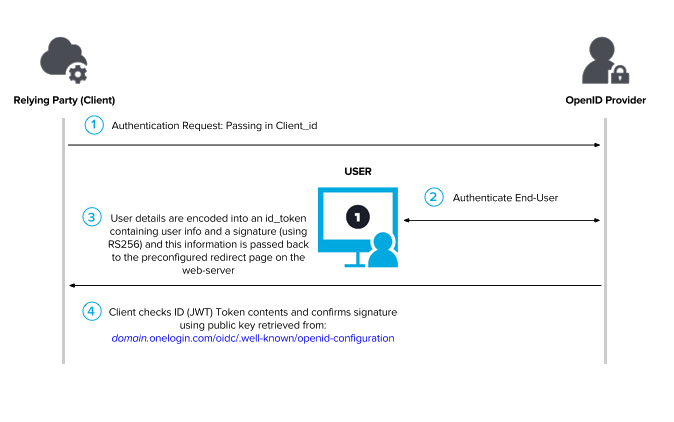 Relying Party (Client)
OpenID Provider
1 Authentication Request: Passing in Client_id
USER
1
2 Authenticate End-User
3 User details are encoded into an id_token
containing user info and a signature (using
RS256) and this information is passed back
to the preconfigured redirect page on the
web-server
4 Client checks ID (JWT) Token contents and confirms signature
using public key retrieved from:
domain.onelogin.com/oidc/.well-known/openid-configuration